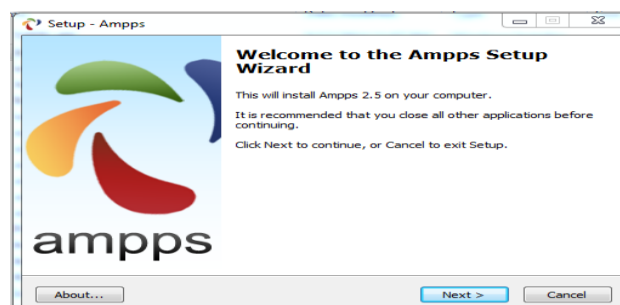 Setup - Ampps
Welcome to the Ampps Setup
Wizard
This will install Ampps 2.5 on your computer.
It is recommended that you close all other applications before
continuing.
Click Next to continue, or Cancel to exit Setup.
ampps
About...
Next >
Cancel